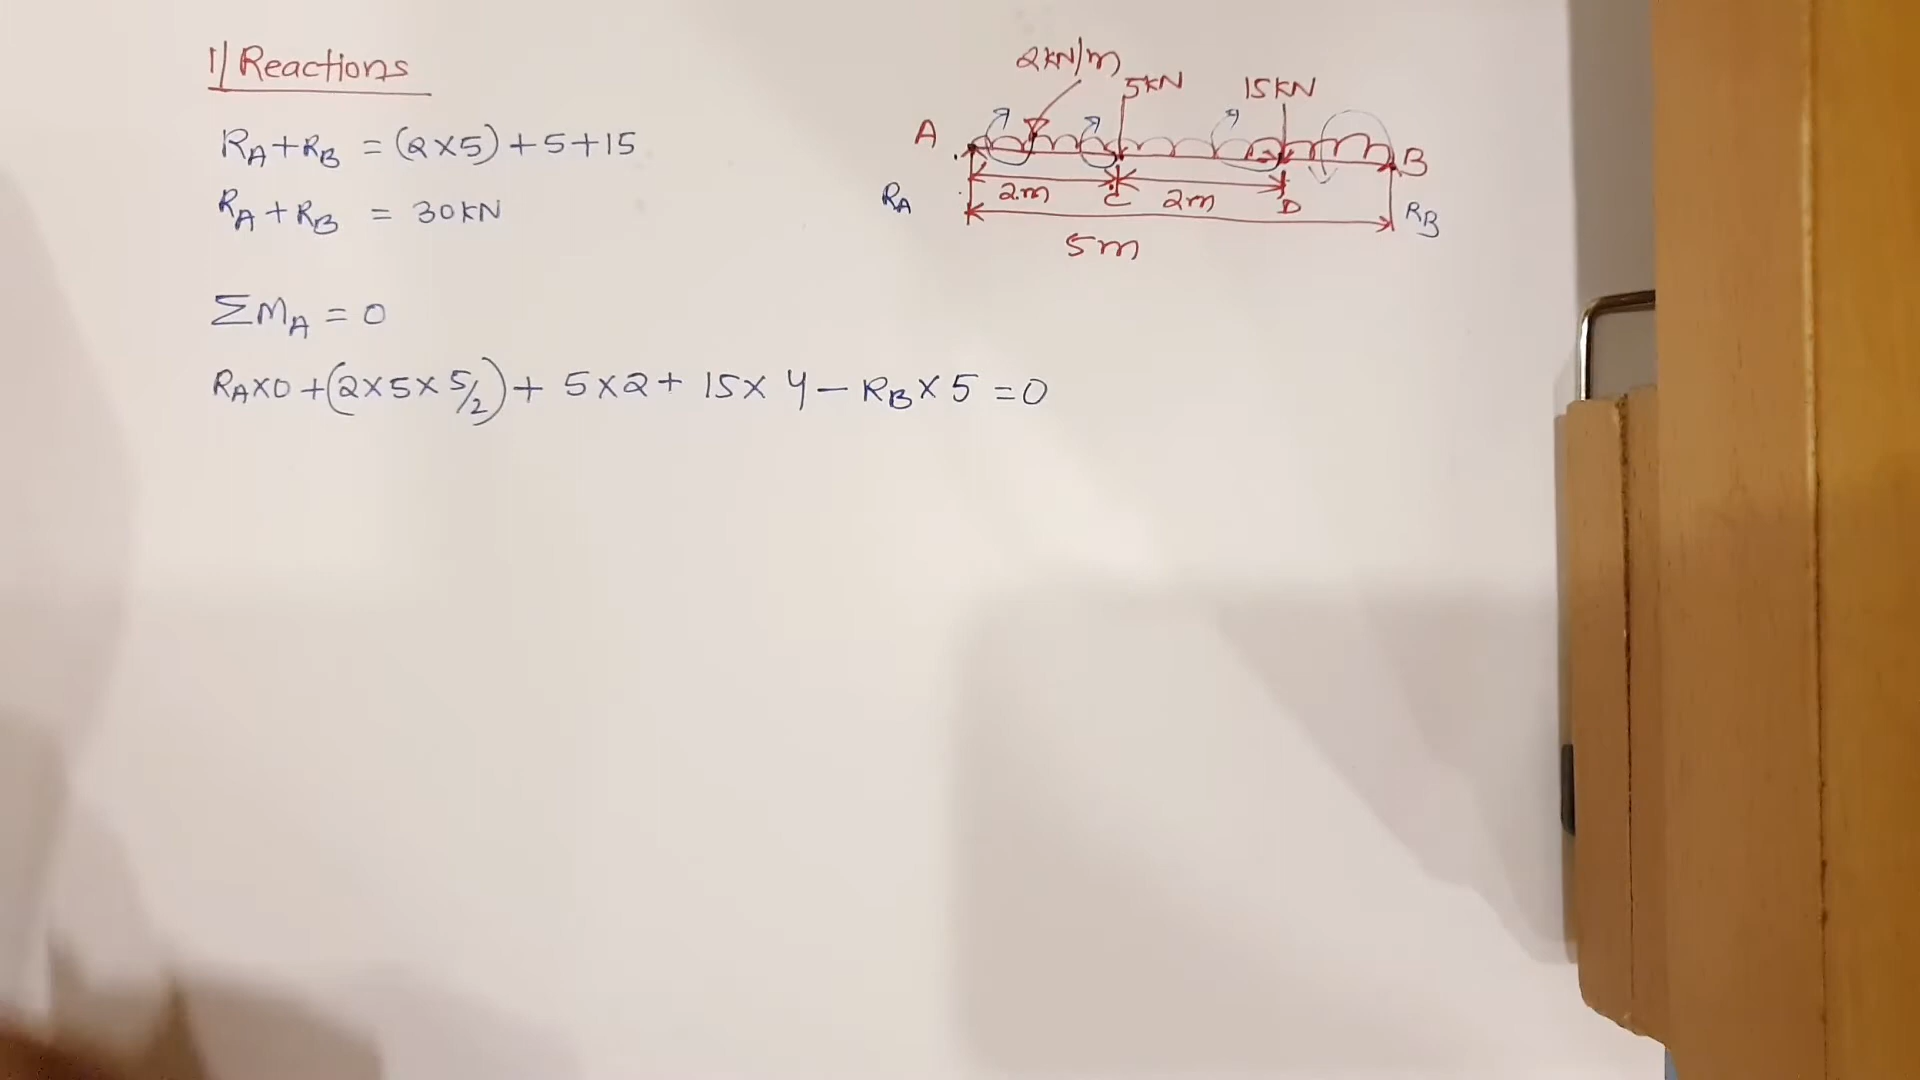 1/ Reactions
RA+RB = (2×5)+5+15
RA+RB = 30KN
ΣMA = 0
RA×0+(2×5×5/2)+ 5×2+ 15× 4-RB×5 =0
2KN/m
5KN
15KN
A
B
2m
C
2m
D
RA
RB
5m